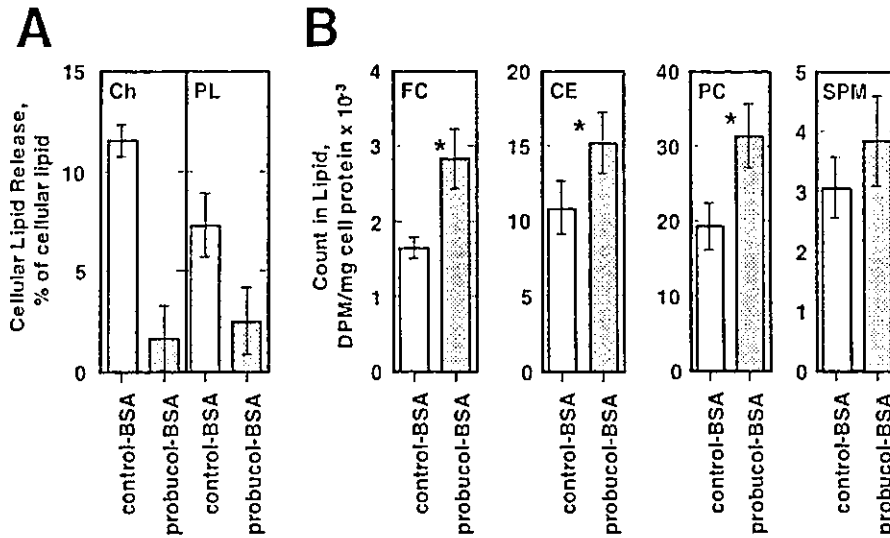 A
B
Cellular Lipid Release,
% of cellular lipid
15
10
5
0
Ch
PL
control-BSA
probucol-BSA
control-BSA
probucol-BSA
Count in Lipid,
DPM/mg cell protein x 10-3
4
3
2
1
0
FC
*
control-BSA
probucol-BSA
20
15
10
5
0
CE
*
control-BSA
probucol-BSA
40
30
20
10
0
PC
*
control-BSA
probucol-BSA
5
4
3
2
1
0
SPM
control-BSA
probucol-BSA